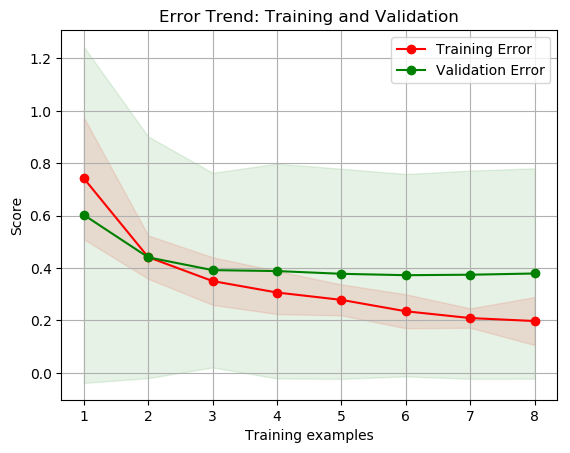 Error Trend: Training and Validation
Training Error
Validation Error
Score
1.2
1.0
0.8
0.6
0.4
0.2
0.0
1 2 3 4 5 6 7 8
Training examples